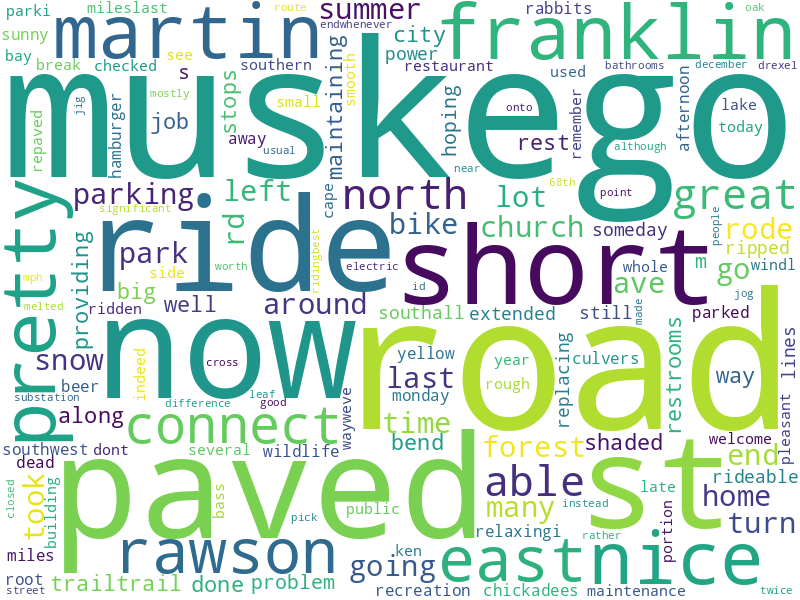 parki mileslast martin summer route franklin rabbits oak
sunny endwhenever city
bay break checked southern see power restaurant used bathrooms december drexel
muskego
s stops maintaining smooth hoping
repaved jig hamburger mostly small job onto remember afternoon lake
away rest today
usual although
near
pretty parking left cape north lot 68th point great
significant
providing ride rd bike church someday people rode
park short ripped
side worth ridingbest electric whole m go windl
big id ave jog
ridden well around southall extended still made parked
now road
snow cross yellow year culvers restrooms way lines
indeed last rough replacing
beer monday
substation leaf
along difference good connect time wayweve bend forest shaded welcome pleasant
southwest dont several wildlife end
dead paved able st rideable
closed took building bass public many instead late home
pick relaxingi rather portion turn
miles rawson ken going east nice
root trailtrail done problem chickadees
street recreation maintenance twice